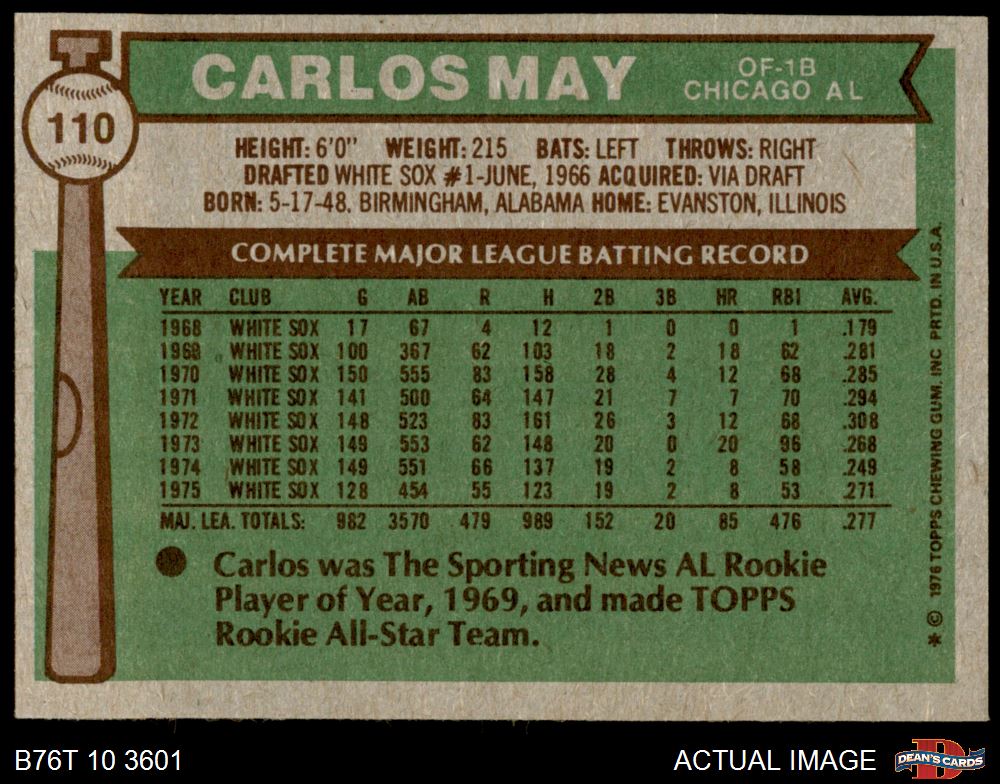 110
CARLOS MAY
OF-1B
CHICAGO AL
HEIGHT: 6'0" WEIGHT: 215 BATS: LEFT THROWS: RIGHT
DRAFTED WHITE SOX #1-JUNE, 1966 ACQUIRED: VIA DRAFT
BORN: 5-17-48. BIRMINGHAM, ALABAMA HOME: EVANSTON, ILLINOIS
COMPLETE MAJOR LEAGUE BATTING RECORD
YEAR CLUB G AB R H 2B 3B HR RBI AVG.
1968 WHITE SOX 17 67 4 12 1 0 0 1 .179
1969 WHITE SOX 100 367 62 103 18 2 18 62 .281
1970 WHITE SOX 150 555 83 158 28 4 12 68 .285
1971 WHITE SOX 141 500 64 147 21 7 7 70 .294
1972 WHITE SOX 148 523 83 161 26 3 12 68 .308
1973 WHITE SOX 149 553 62 148 20 0 20 96 .268
1974 WHITE SOX 149 551 66 137 19 2 8 58 .249
1975 WHITE SOX 128 454 55 123 19 2 8 53 .271
MAJ. LEA. TOTALS: 982 3570 479 989 152 20 85 476 .277
Carlos was The Sporting News AL Rookie
Player of Year, 1969, and made TOPPS
Rookie All-Star Team.
* © 1976 TOPPS CHEWING GUM, INC PRTD. IN U.S.A.
B76T 10 3601
ACTUAL IMAGE
DEAN'S CARDS